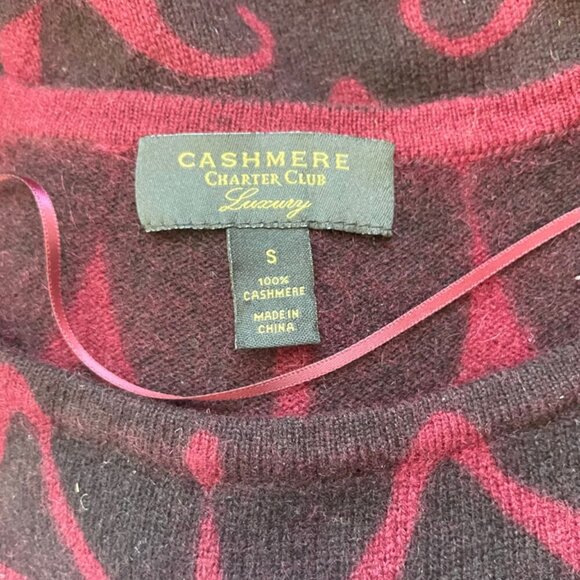 CASHMERE
CHARTER CLUB
Luxury
S
100%
CASHMERE
MADE IN
CHINA